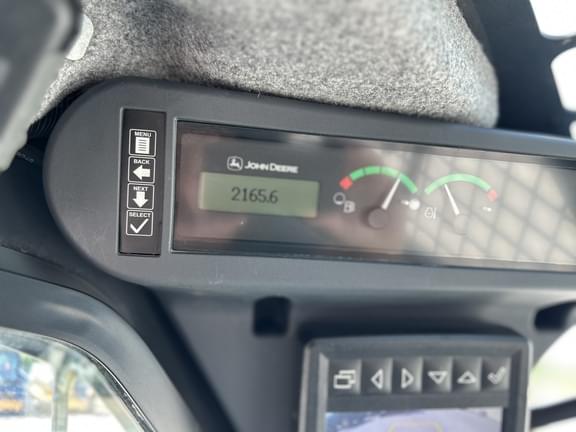 MENU
BACK
NEXT
SELECT
JOHN DEERE
2165.6